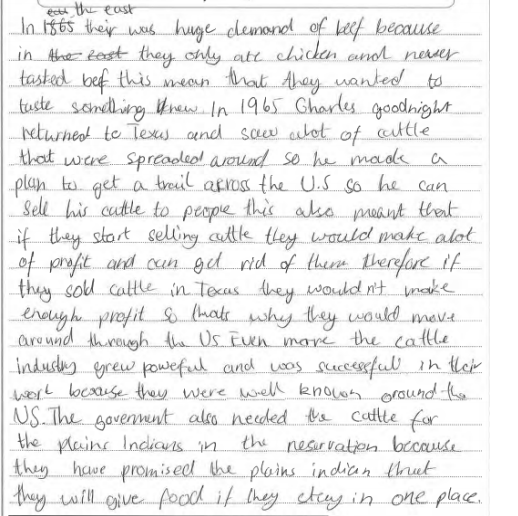 the east
In 1865 their was huge demand of beef because
in the east they only ate chicken and never
tasted bef this mean that they wanted to
taste something knew. In 1965 Charles goodnight
returned to Texas and saw alot of cattle
that were spreaded around so he made a
plan to get a trail across the U.S so he can
sell his cuttle to people this also meant that
if they start selling cuttle they would make alot
of profit and can get rid of them therefore if
they sold cattle in Texas they wouldn't make
enough profit so thats why they would move
around through the US Even more the cattle
industry grew powerful and was successful in their
work because they were well known around the
US. The goverment also needed the cattle for
the plains Indians in the reservation because
they have promised the plains indian that
they will give food if they stay in one place.